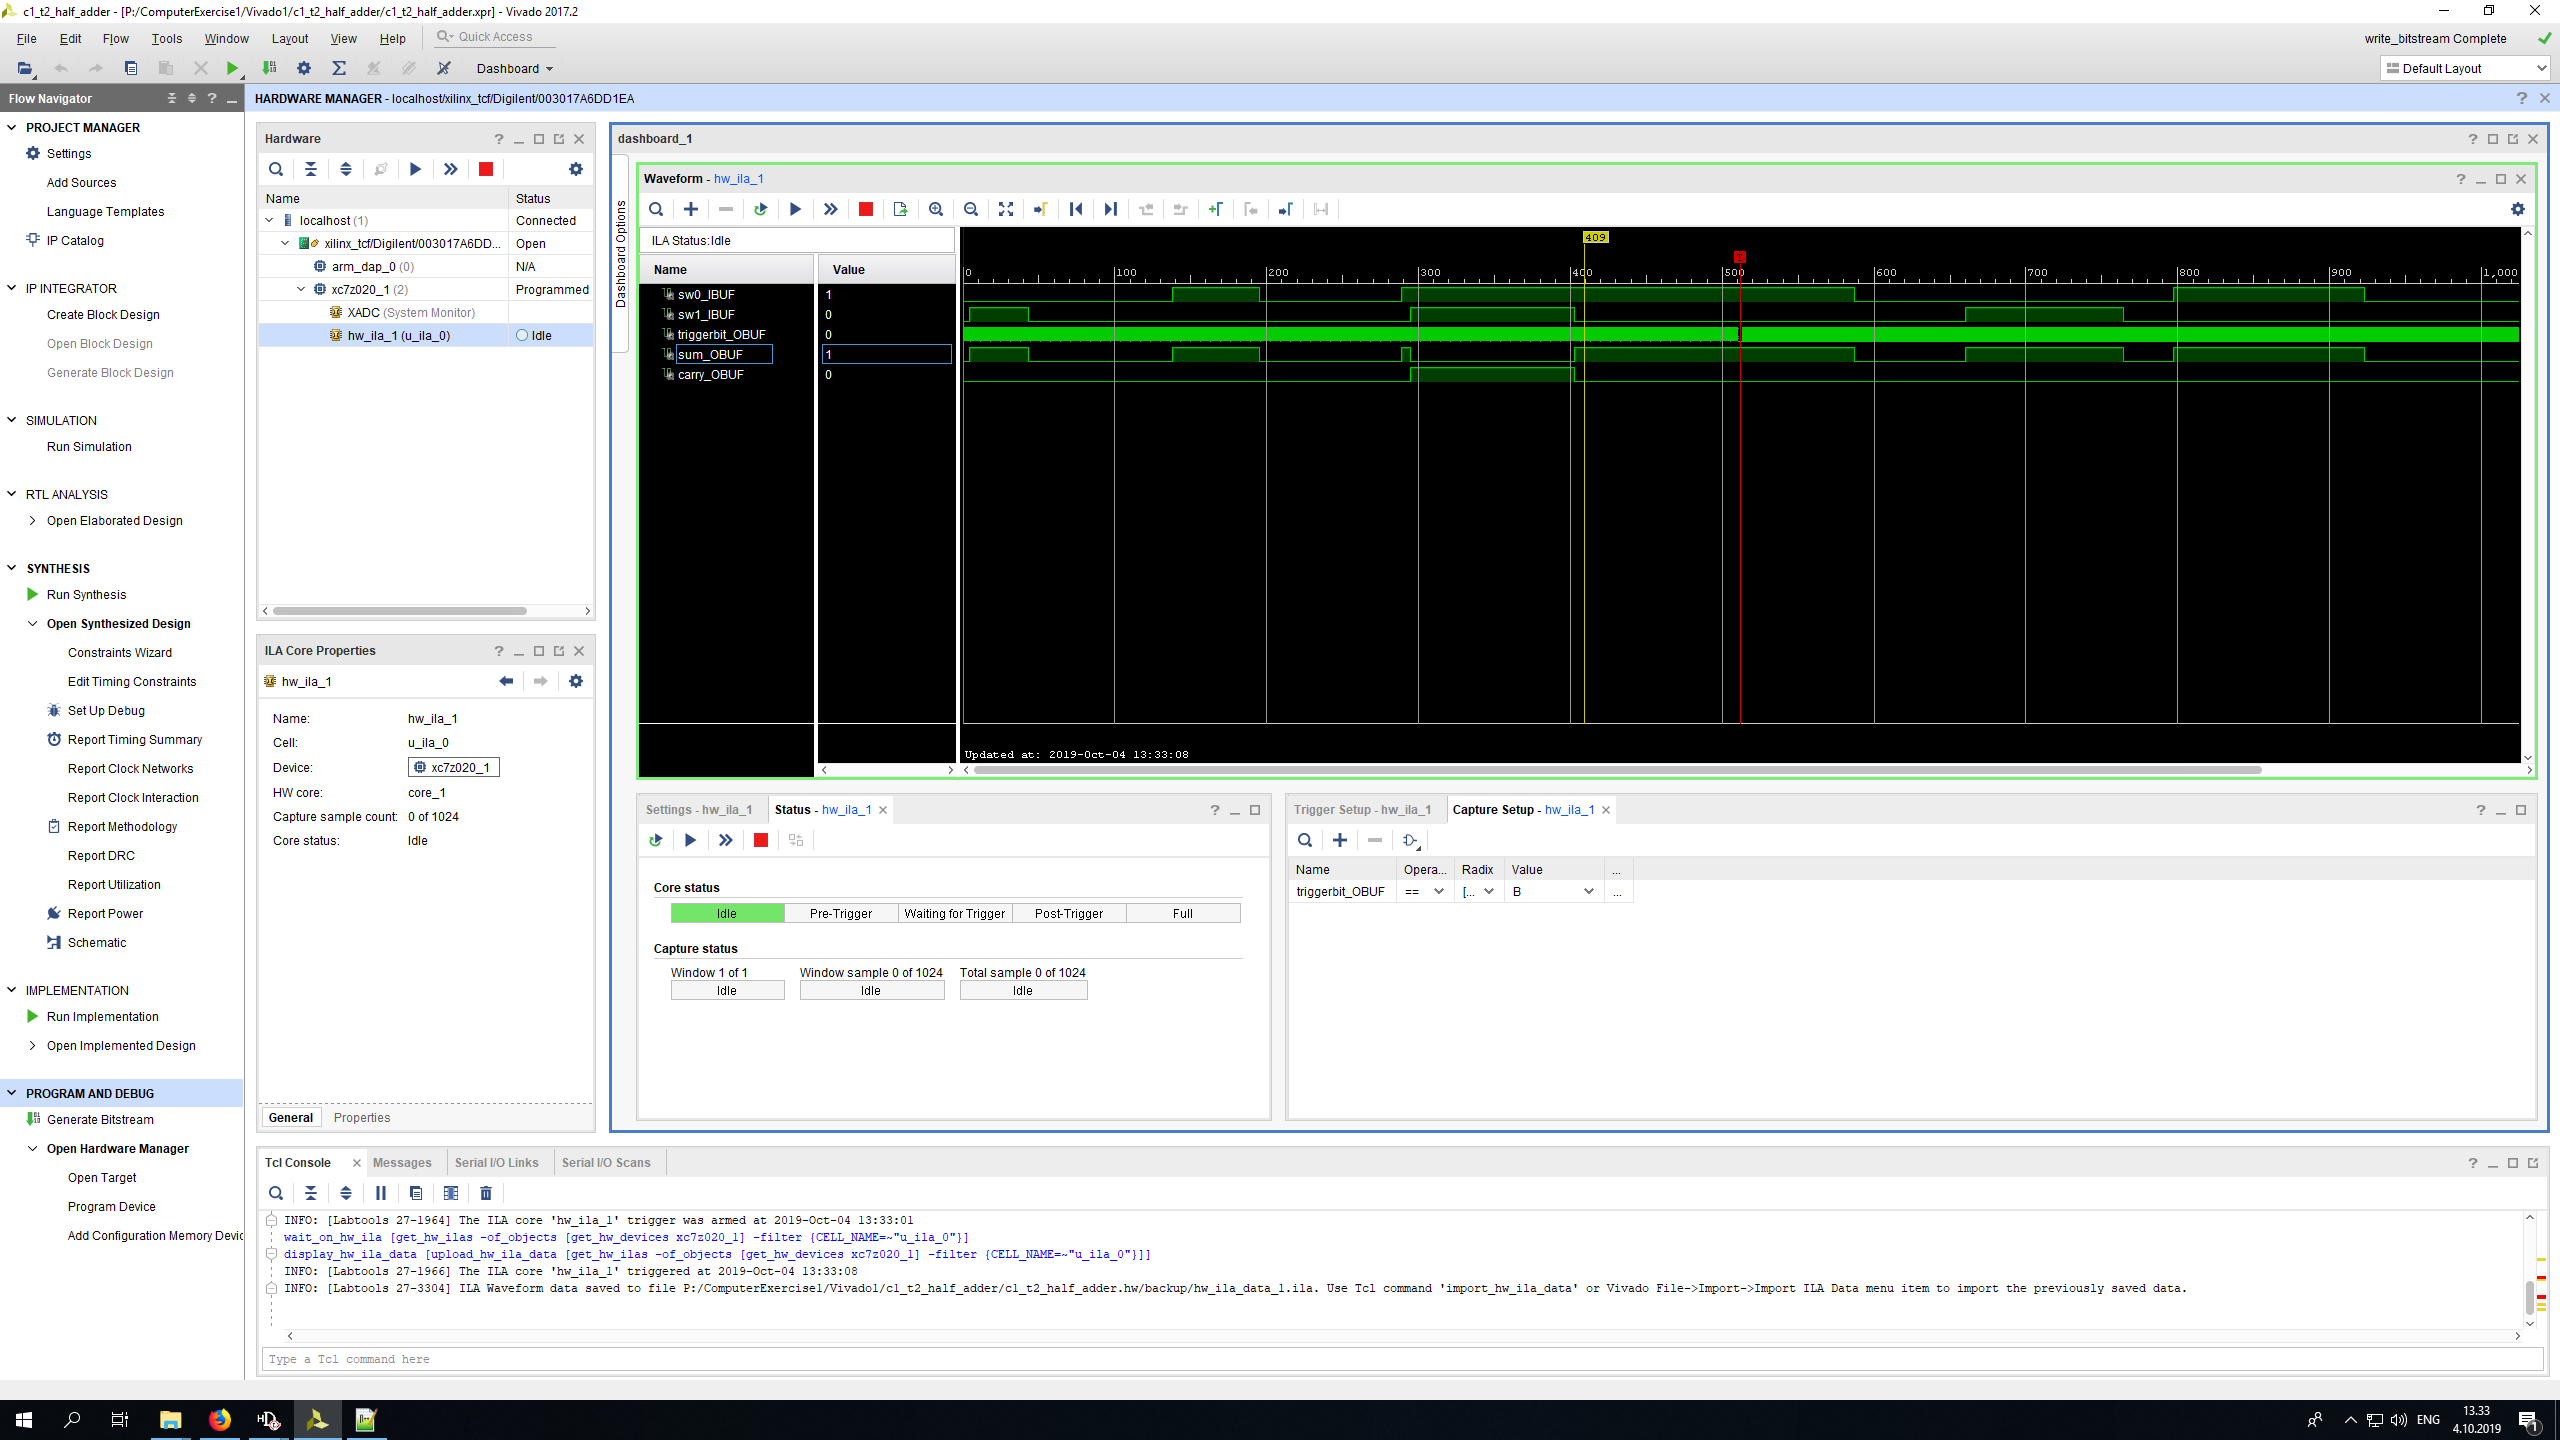 c1_t2_half_adder - [P:/ComputerExercise1/Vivado1/c1_t2_half_adder/c1_t2_half_adder.xpr] - Vivado 2017.2
File Edit Flow Tools Window Layout View Help Quick Access
write_bitstream Complete
Dashboard
Default Layout
Flow Navigator
PROJECT MANAGER
Settings
Add Sources
Language Templates
IP Catalog
IP INTEGRATOR
Create Block Design
Open Block Design
Generate Block Design
SIMULATION
Run Simulation
RTL ANALYSIS
Open Elaborated Design
SYNTHESIS
Run Synthesis
Open Synthesized Design
Constraints Wizard
Edit Timing Constraints
Set Up Debug
Report Timing Summary
Report Clock Networks
Report Clock Interaction
Report Methodology
Report DRC
Report Utilization
Report Power
Schematic
IMPLEMENTATION
Run Implementation
Open Implemented Design
PROGRAM AND DEBUG
Generate Bitstream
Open Hardware Manager
Open Target
Program Device
Add Configuration Memory Devic
HARDWARE MANAGER - localhost/xilinx_tcf/Digilent/003017A6DD1EA
Hardware
Name Status
localhost (1) Connected
xilinx_tcf/Digilent/003017A6DD... Open
arm_dap_0 (0) N/A
xc7z020_1 (2) Programmed
XADC (System Monitor)
hw_ila_1 (u_ila_0) Idle
ILA Core Properties
hw_ila_1
Name: hw_ila_1
Cell: u_ila_0
Device: xc7z020_1
HW core: core_1
Capture sample count: 0 of 1024
Core status: Idle
General Properties
dashboard_1
Dashboard Options
Waveform - hw_ila_1
ILA Status:Idle
Name Value
sw0_IBUF 1
sw1_IBUF 0
triggerbit_OBUF 0
sum_OBUF 1
carry_OBUF 0
409
T
0 100 200 300 400 500 600 700 800 900 1,000
Updated at: 2019-Oct-04 13:33:08
Settings - hw_ila_1 Status - hw_ila_1
Core status
Idle Pre-Trigger Waiting for Trigger Post-Trigger Full
Capture status
Window 1 of 1 Window sample 0 of 1024 Total sample 0 of 1024
Idle Idle Idle
Trigger Setup - hw_ila_1 Capture Setup - hw_ila_1
Name Opera... Radix Value ...
triggerbit_OBUF == [... B ...
Tcl Console Messages Serial I/O Links Serial I/O Scans
INFO: [Labtools 27-1964] The ILA core 'hw_ila_1' trigger was armed at 2019-Oct-04 13:33:01
wait_on_hw_ila [get_hw_ilas -of_objects [get_hw_devices xc7z020_1] -filter {CELL_NAME=~"u_ila_0"}]
display_hw_ila_data [upload_hw_ila_data [get_hw_ilas -of_objects [get_hw_devices xc7z020_1] -filter {CELL_NAME=~"u_ila_0"}]]
INFO: [Labtools 27-1966] The ILA core 'hw_ila_1' triggered at 2019-Oct-04 13:33:08
INFO: [Labtools 27-3304] ILA Waveform data saved to file P:/ComputerExercise1/Vivado1/c1_t2_half_adder/c1_t2_half_adder.hw/backup/hw_ila_data_1.ila. Use Tcl command 'import_hw_ila_data' or Vivado File->Import->Import ILA Data menu item to import the previously saved data.
Type a Tcl command here
ENG
13.33
4.10.2019
1